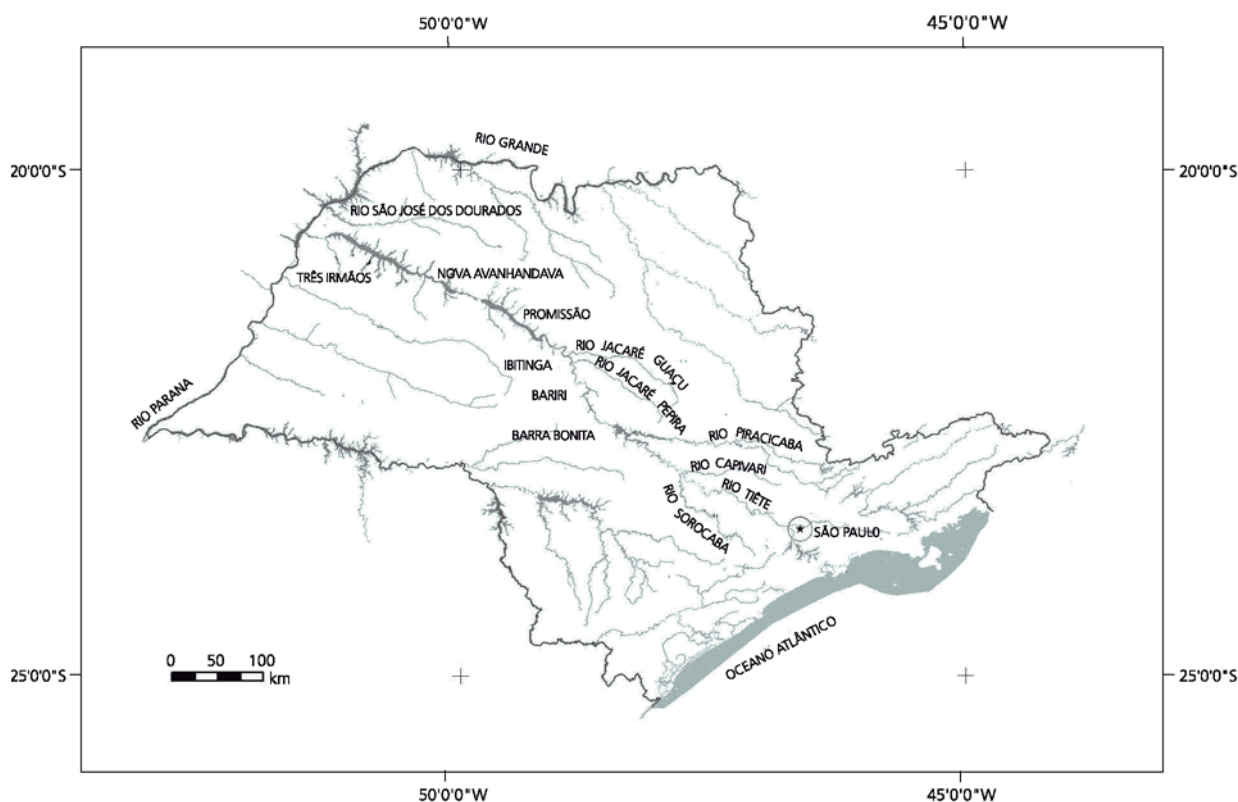 50'0'0"W
45'0'0"W
RIO GRANDE
20'0'0"S
20'0'0"S
RIO SÃO JOSÉ DOS DOURADOS
TRÊS IRMÃOS
NOVA AVANHANDAVA
PROMISSÃO
RIO JACARÉ GUAÇU
IBITINGA
RIO JACARÉ PEPIRA
RIO PARANA
BARIRI
BARRA BONITA
RIO PIRACICABA
RIO CAPIVARI
RIO TIÊTE
RIO SOROCABA
SÃO PAULO
OCEANO ATLÂNTICO
0 50 100
km
25'0'0"S
25'0'0"S
50'0'0"W
45'0'0"W